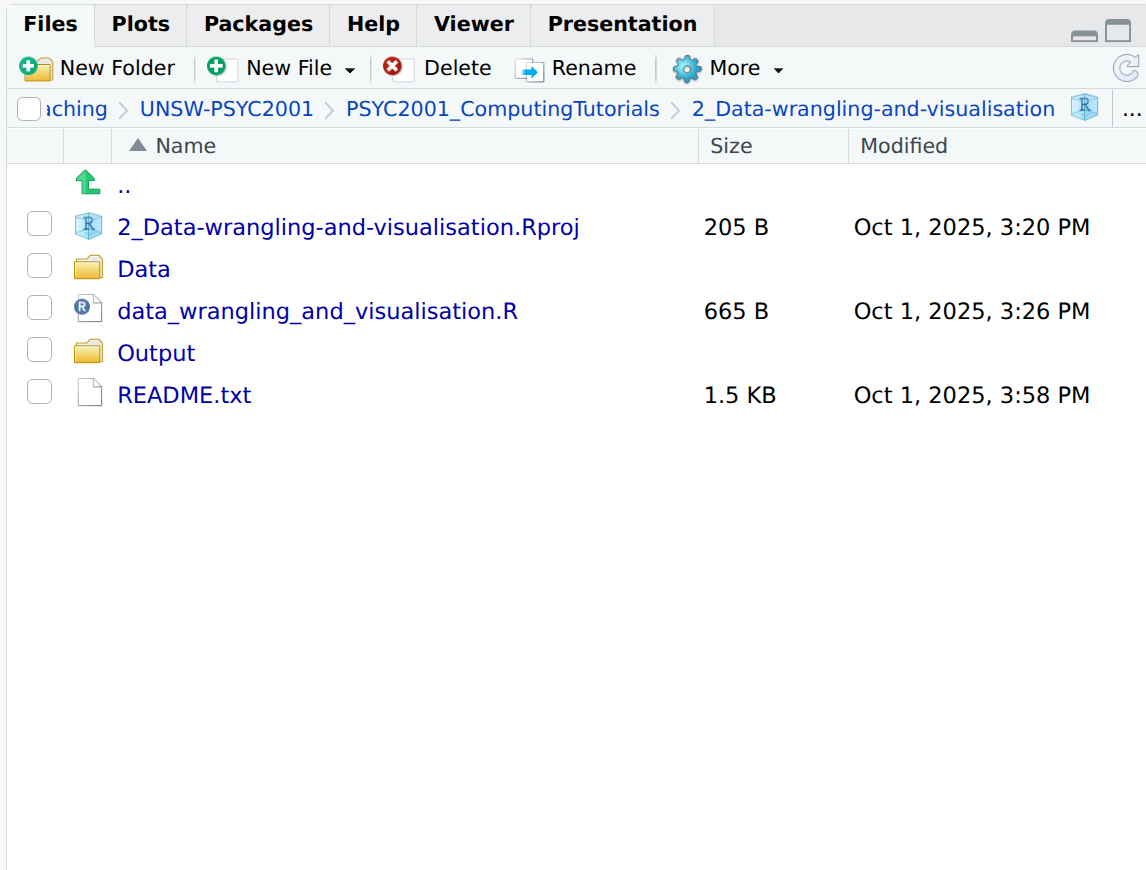 Files Plots Packages Help Viewer Presentation
New Folder New File Delete Rename More
aching UNSW-PSYC2001 PSYC2001_ComputingTutorials 2_Data-wrangling-and-visualisation R ...
Name Size Modified
..
R 2_Data-wrangling-and-visualisation.Rproj 205 B Oct 1, 2025, 3:20 PM
Data
R data_wrangling_and_visualisation.R 665 B Oct 1, 2025, 3:26 PM
Output
README.txt 1.5 KB Oct 1, 2025, 3:58 PM